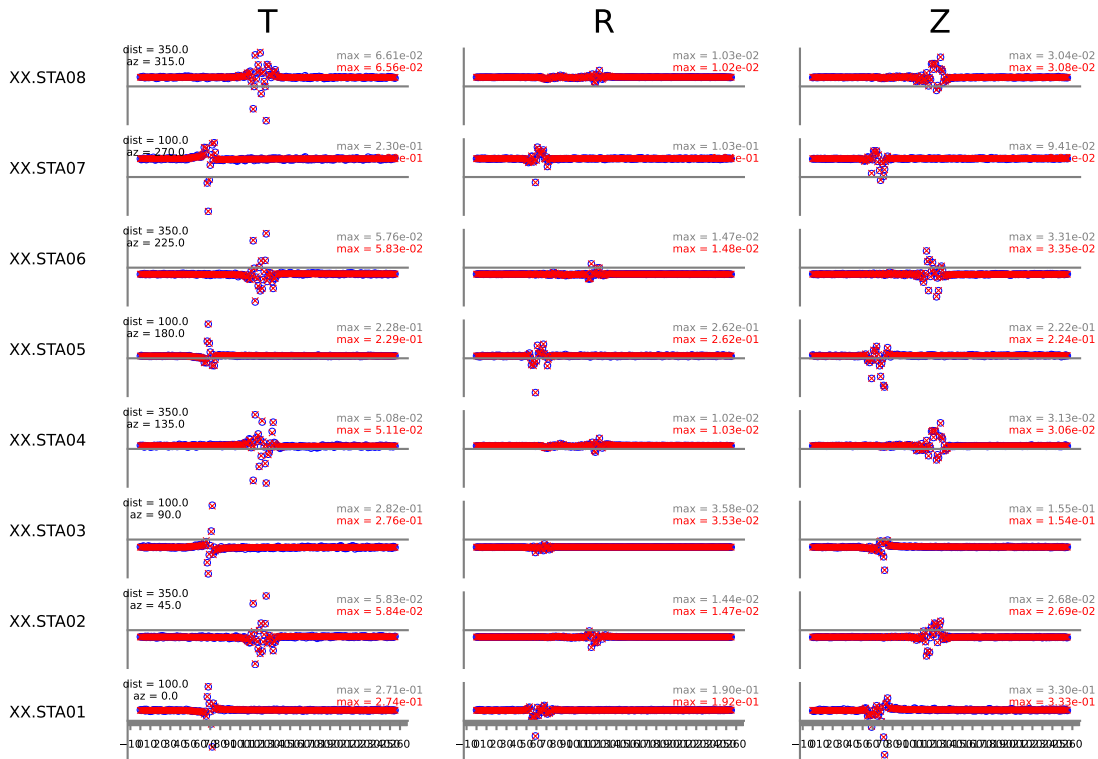 T R Z
XX.STA08
dist = 350.0
az = 315.0
max = 6.61e-02
max = 6.56e-02
max = 1.03e-02
max = 1.02e-02
max = 3.04e-02
max = 3.08e-02
XX.STA07
dist = 100.0
az = 270.0
max = 2.30e-01
e-01
max = 1.03e-01
e-01
max = 9.41e-02
e-02
XX.STA06
dist = 350.0
az = 225.0
max = 5.76e-02
max = 5.83e-02
max = 1.47e-02
max = 1.48e-02
max = 3.31e-02
max = 3.35e-02
XX.STA05
dist = 100.0
az = 180.0
max = 2.28e-01
max = 2.29e-01
max = 2.62e-01
max = 2.62e-01
max = 2.22e-01
max = 2.24e-01
XX.STA04
dist = 350.0
az = 135.0
max = 5.08e-02
max = 5.11e-02
max = 1.02e-02
max = 1.03e-02
max = 3.13e-02
max = 3.06e-02
XX.STA03
dist = 100.0
az = 90.0
max = 2.82e-01
max = 2.76e-01
max = 3.58e-02
max = 3.53e-02
max = 1.55e-01
max = 1.54e-01
XX.STA02
dist = 350.0
az = 45.0
max = 5.83e-02
max = 5.84e-02
max = 1.44e-02
max = 1.47e-02
max = 2.68e-02
max = 2.69e-02
XX.STA01
dist = 100.0
az = 0.0
max = 2.71e-01
max = 2.74e-01
max = 1.90e-01
max = 1.92e-01
max = 3.30e-01
max = 3.33e-01